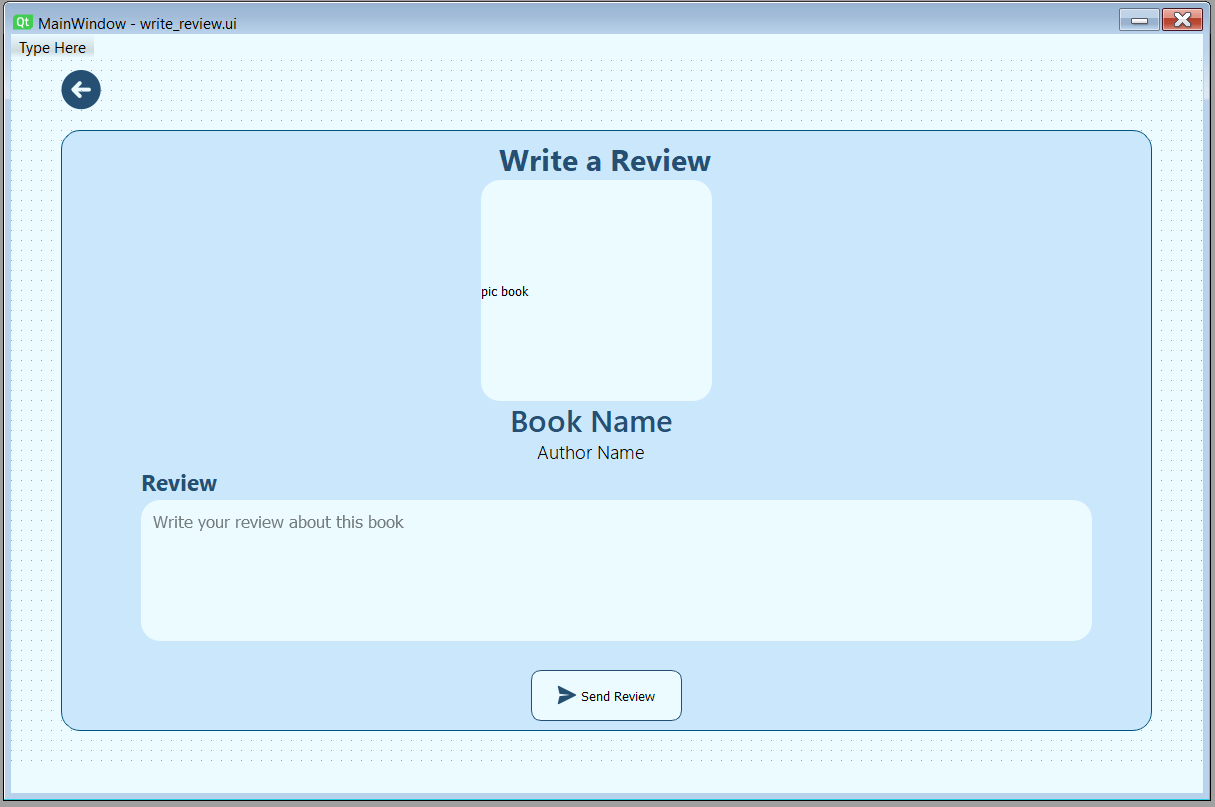 Qt MainWindow - write_review.ui
Type Here
Write a Review
pic book
Book Name
Author Name
Review
Write your review about this book
Send Review